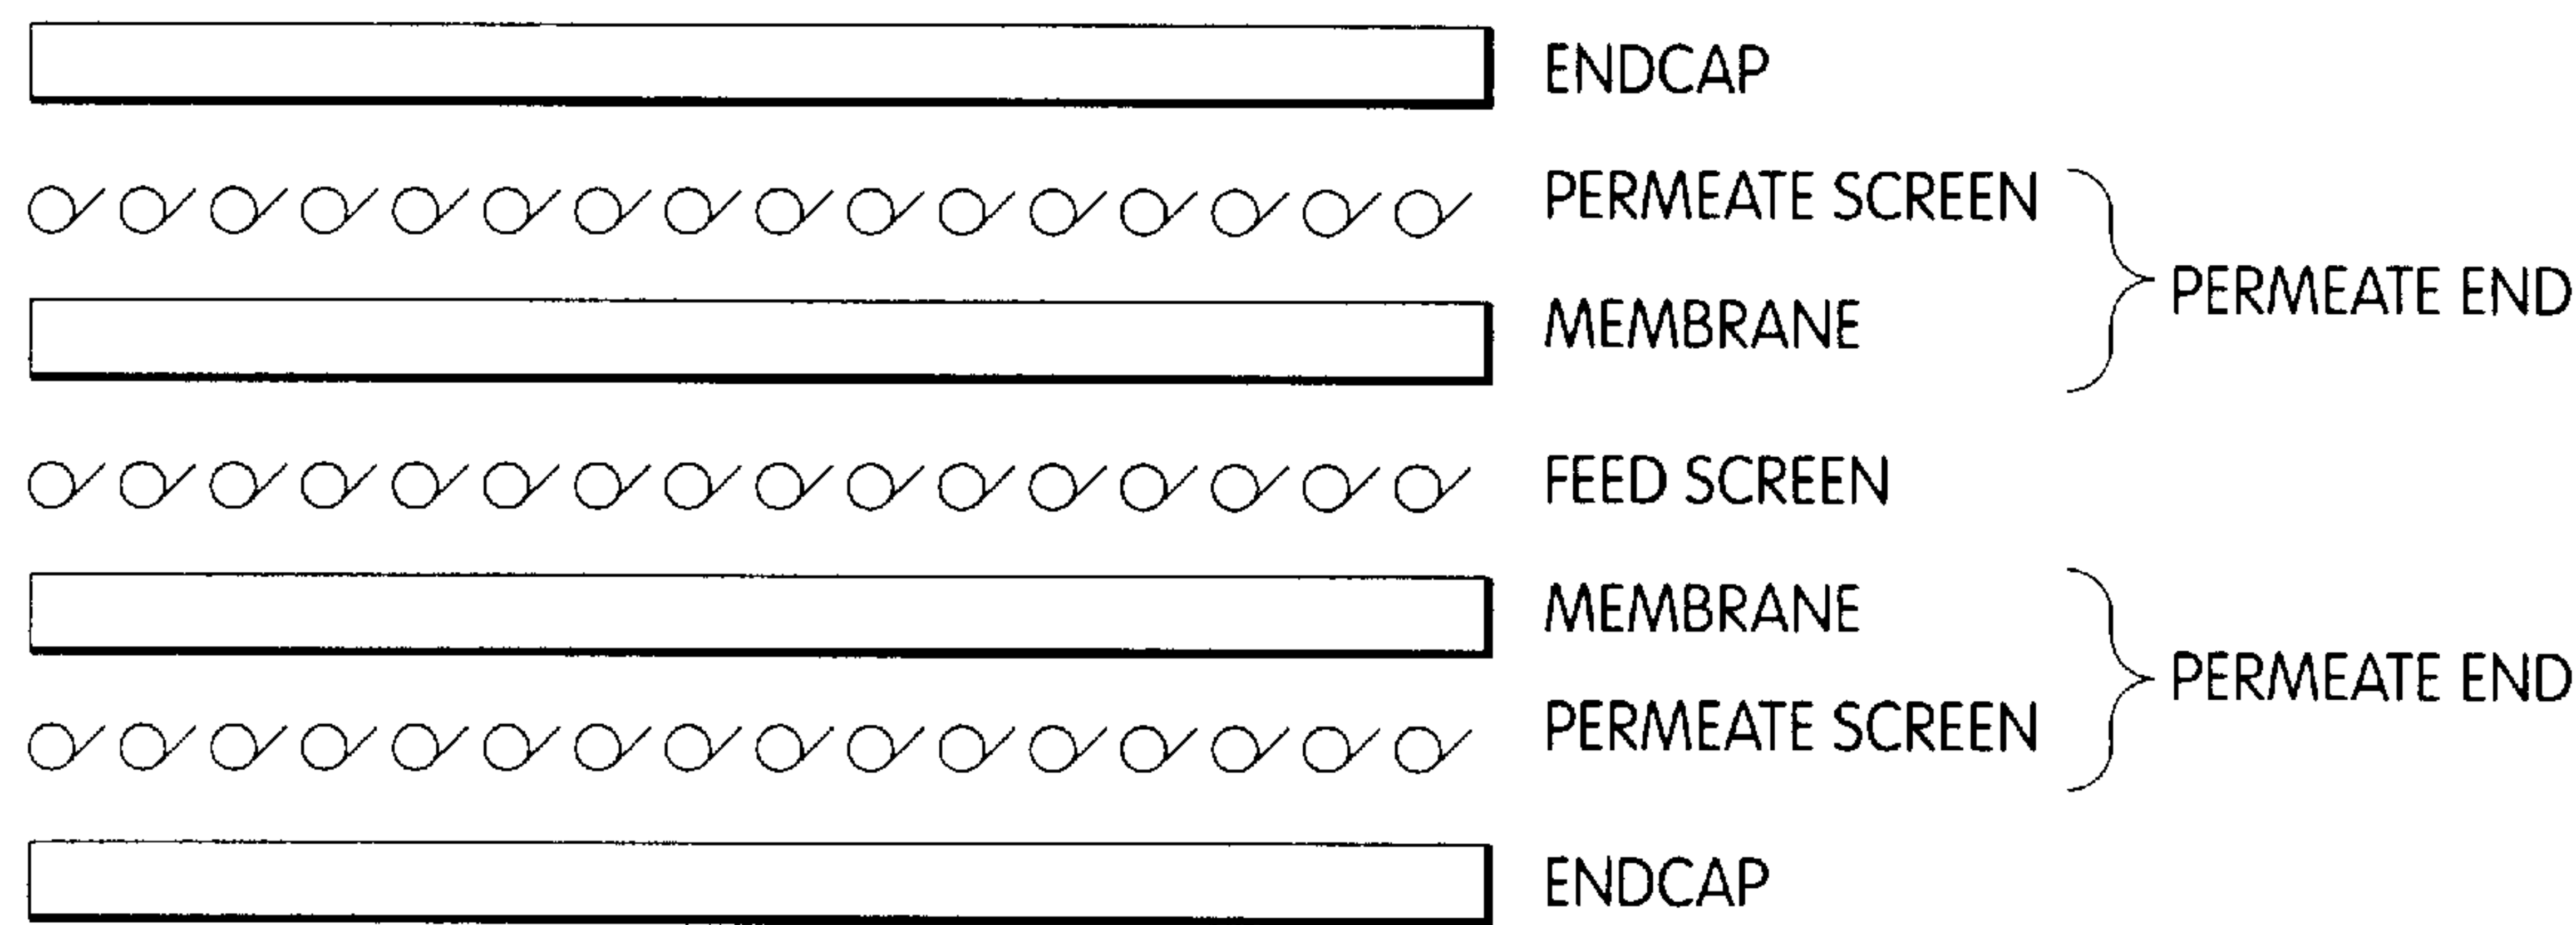 ENDCAP
PERMEATE SCREEN
PERMEATE END
MEMBRANE
FEED SCREEN
MEMBRANE
PERMEATE END
PERMEATE SCREEN
ENDCAP